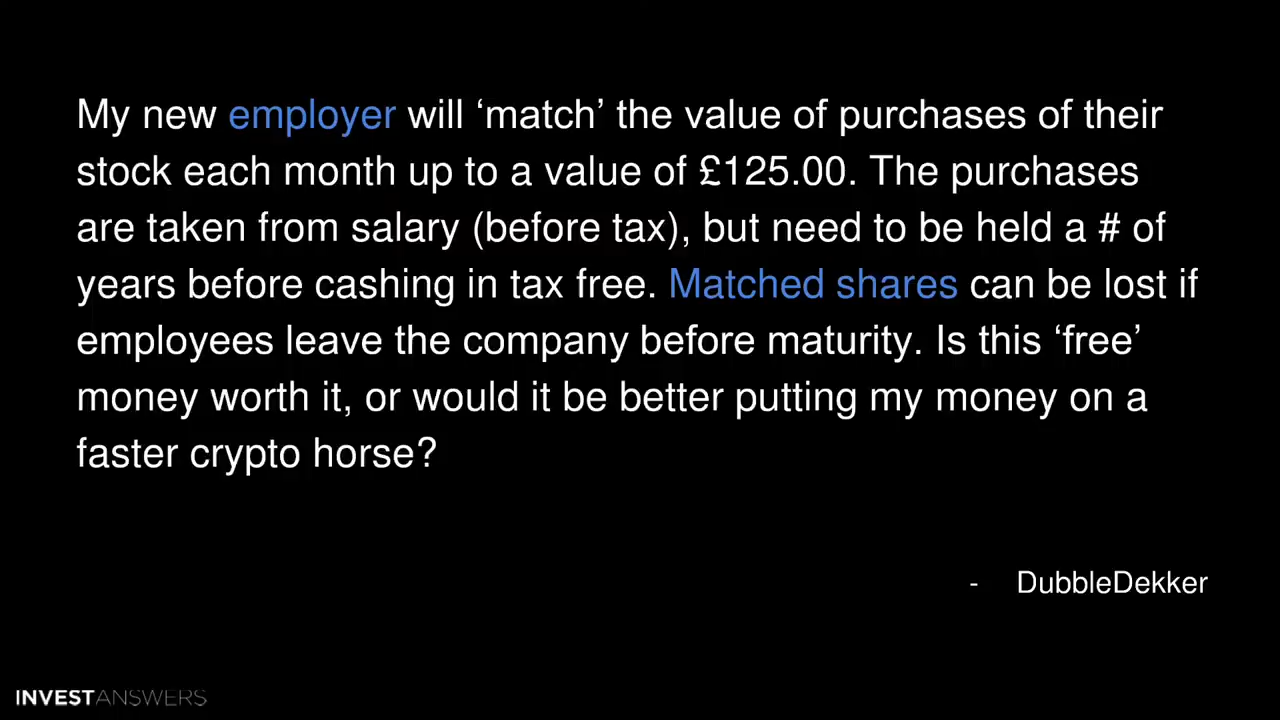 My new employer will ‘match’ the value of purchases of their
stock each month up to a value of £125.00. The purchases
are taken from salary (before tax), but need to be held a # of
years before cashing in tax free. Matched shares can be lost if
employees leave the company before maturity. Is this ‘free’
money worth it, or would it be better putting my money on a
faster crypto horse?
- DubbleDekker
INVESTANSWERS